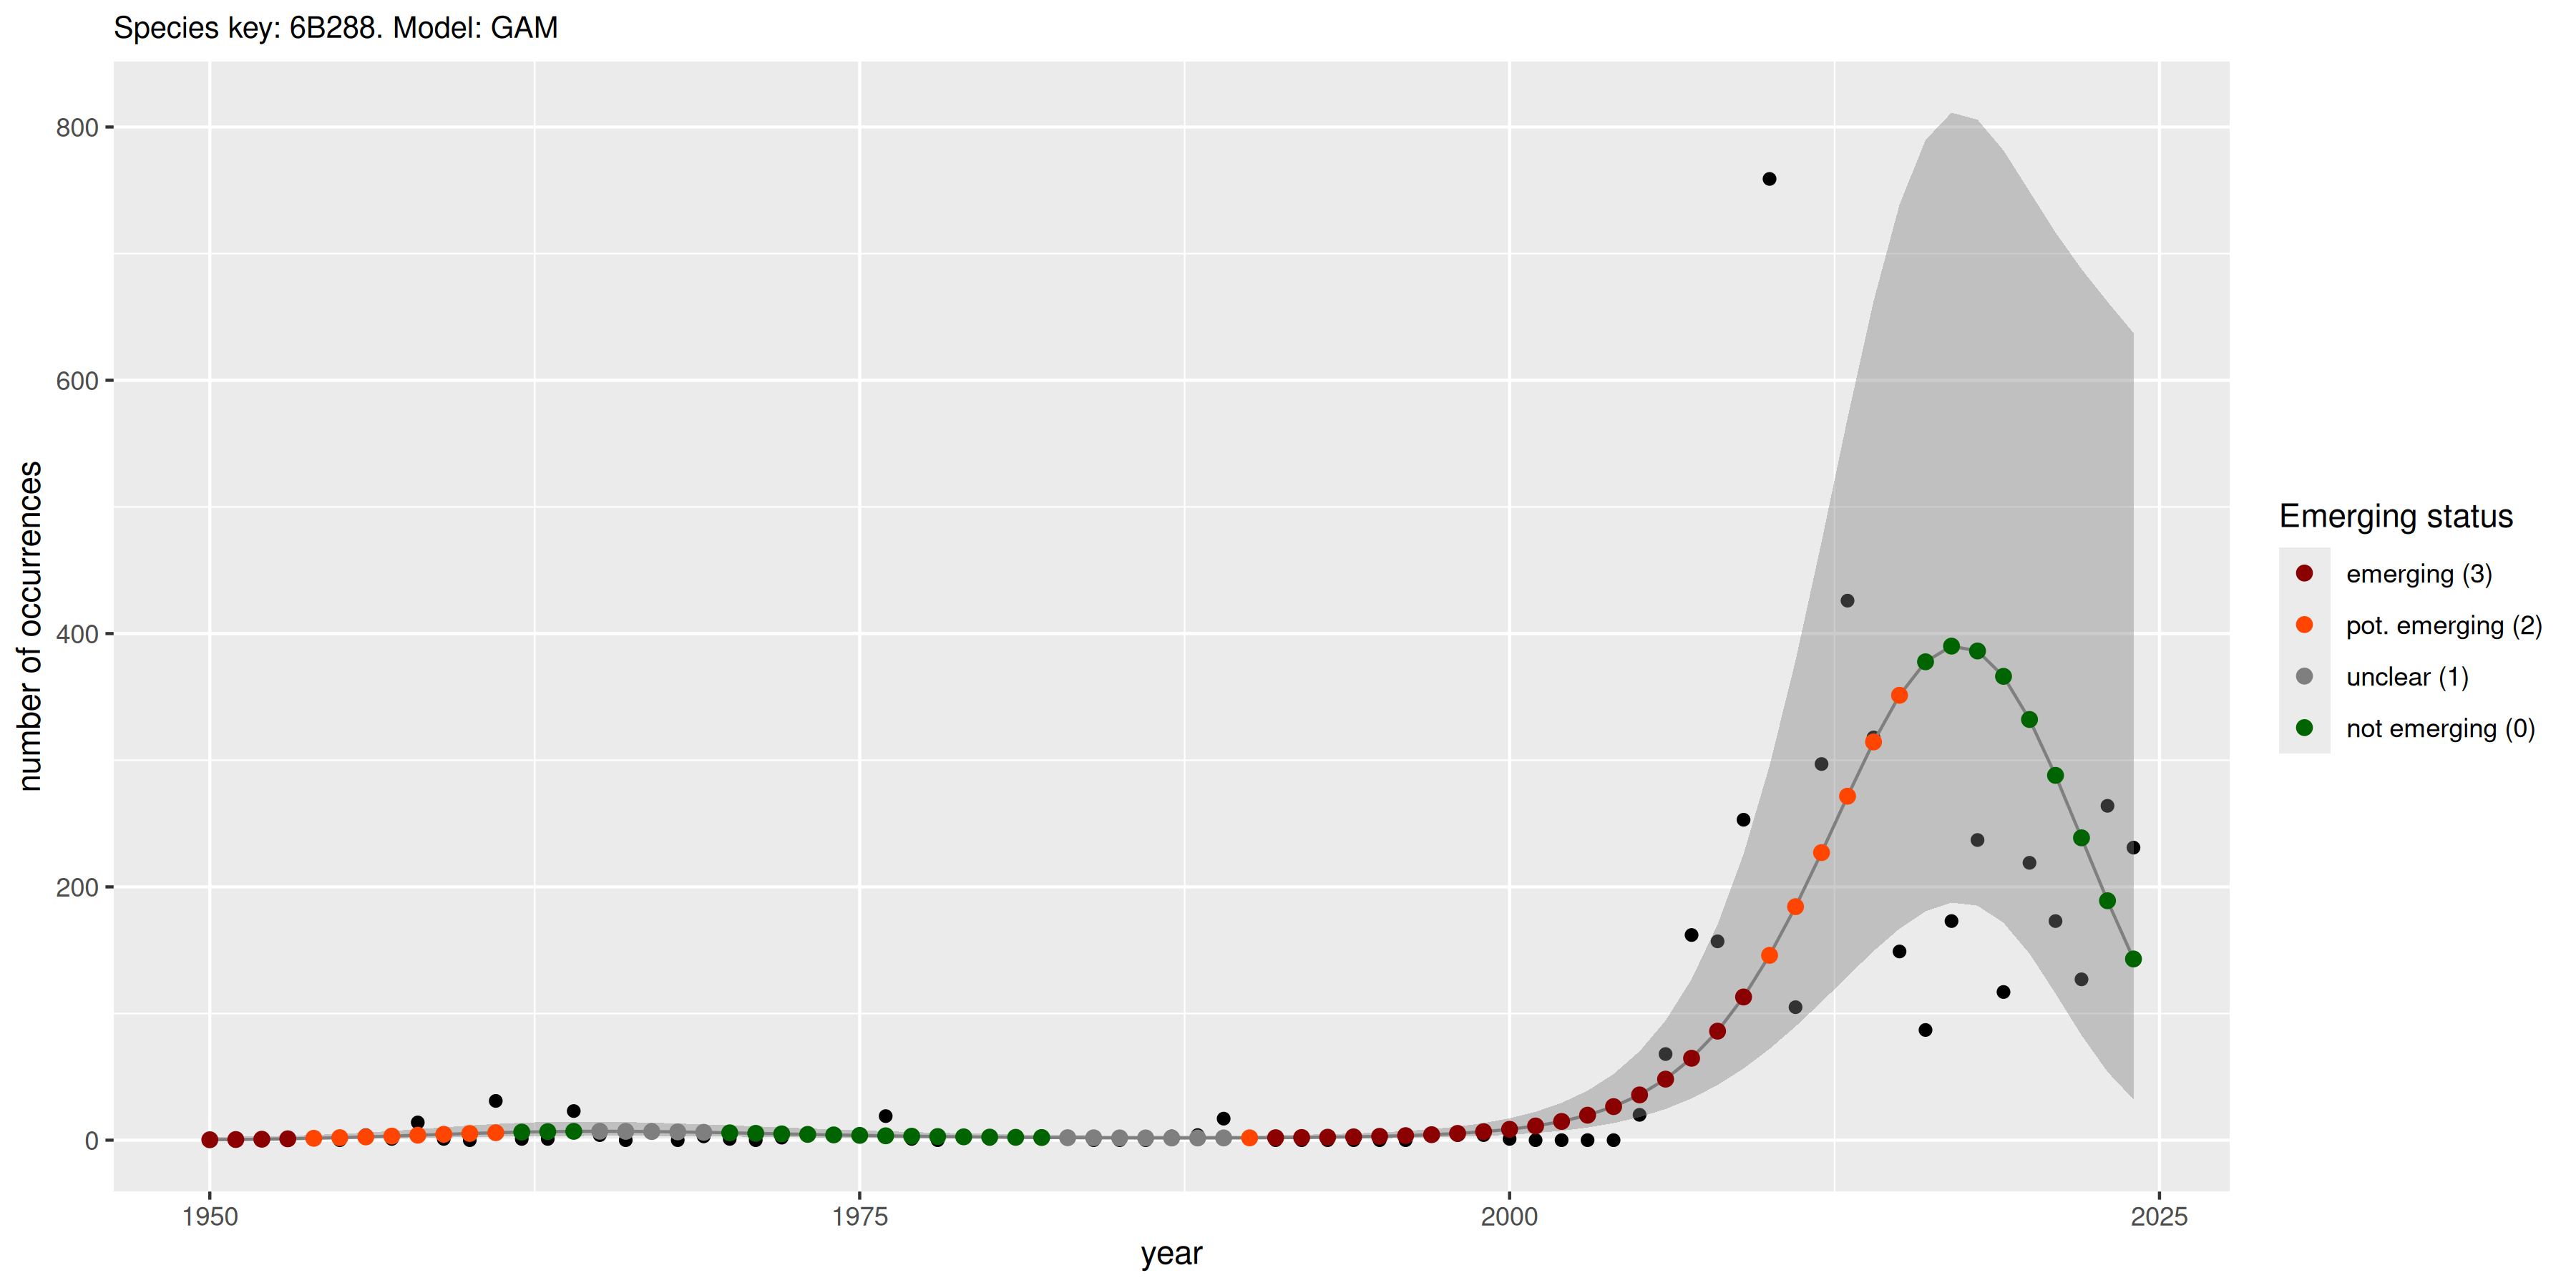 Species key: 6B288. Model: GAM
800
600
400
200
0
number of occurrences
1950
1975
2000
2025
year
Emerging status
emerging (3)
pot. emerging (2)
unclear (1)
not emerging (0)